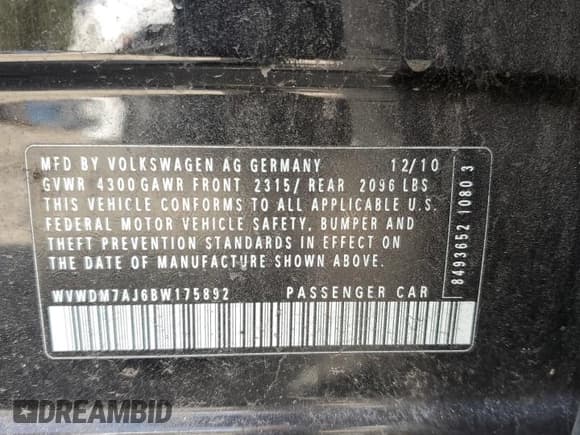 MFD BY VOLKSWAGEN AG GERMANY 12/10
GVWR 4300 GAWR FRONT 2315/ REAR 2096 LBS
THIS VEHICLE CONFORMS TO ALL APPLICABLE U.S.
FEDERAL MOTOR VEHICLE SAFETY, BUMPER AND
THEFT PREVENTION STANDARDS IN EFFECT ON
THE DATE OF MANUFACTURE SHOWN ABOVE.
WVWDM7AJ6BW175892 PASSENGER CAR
8493652 1080 3
DREAMBID